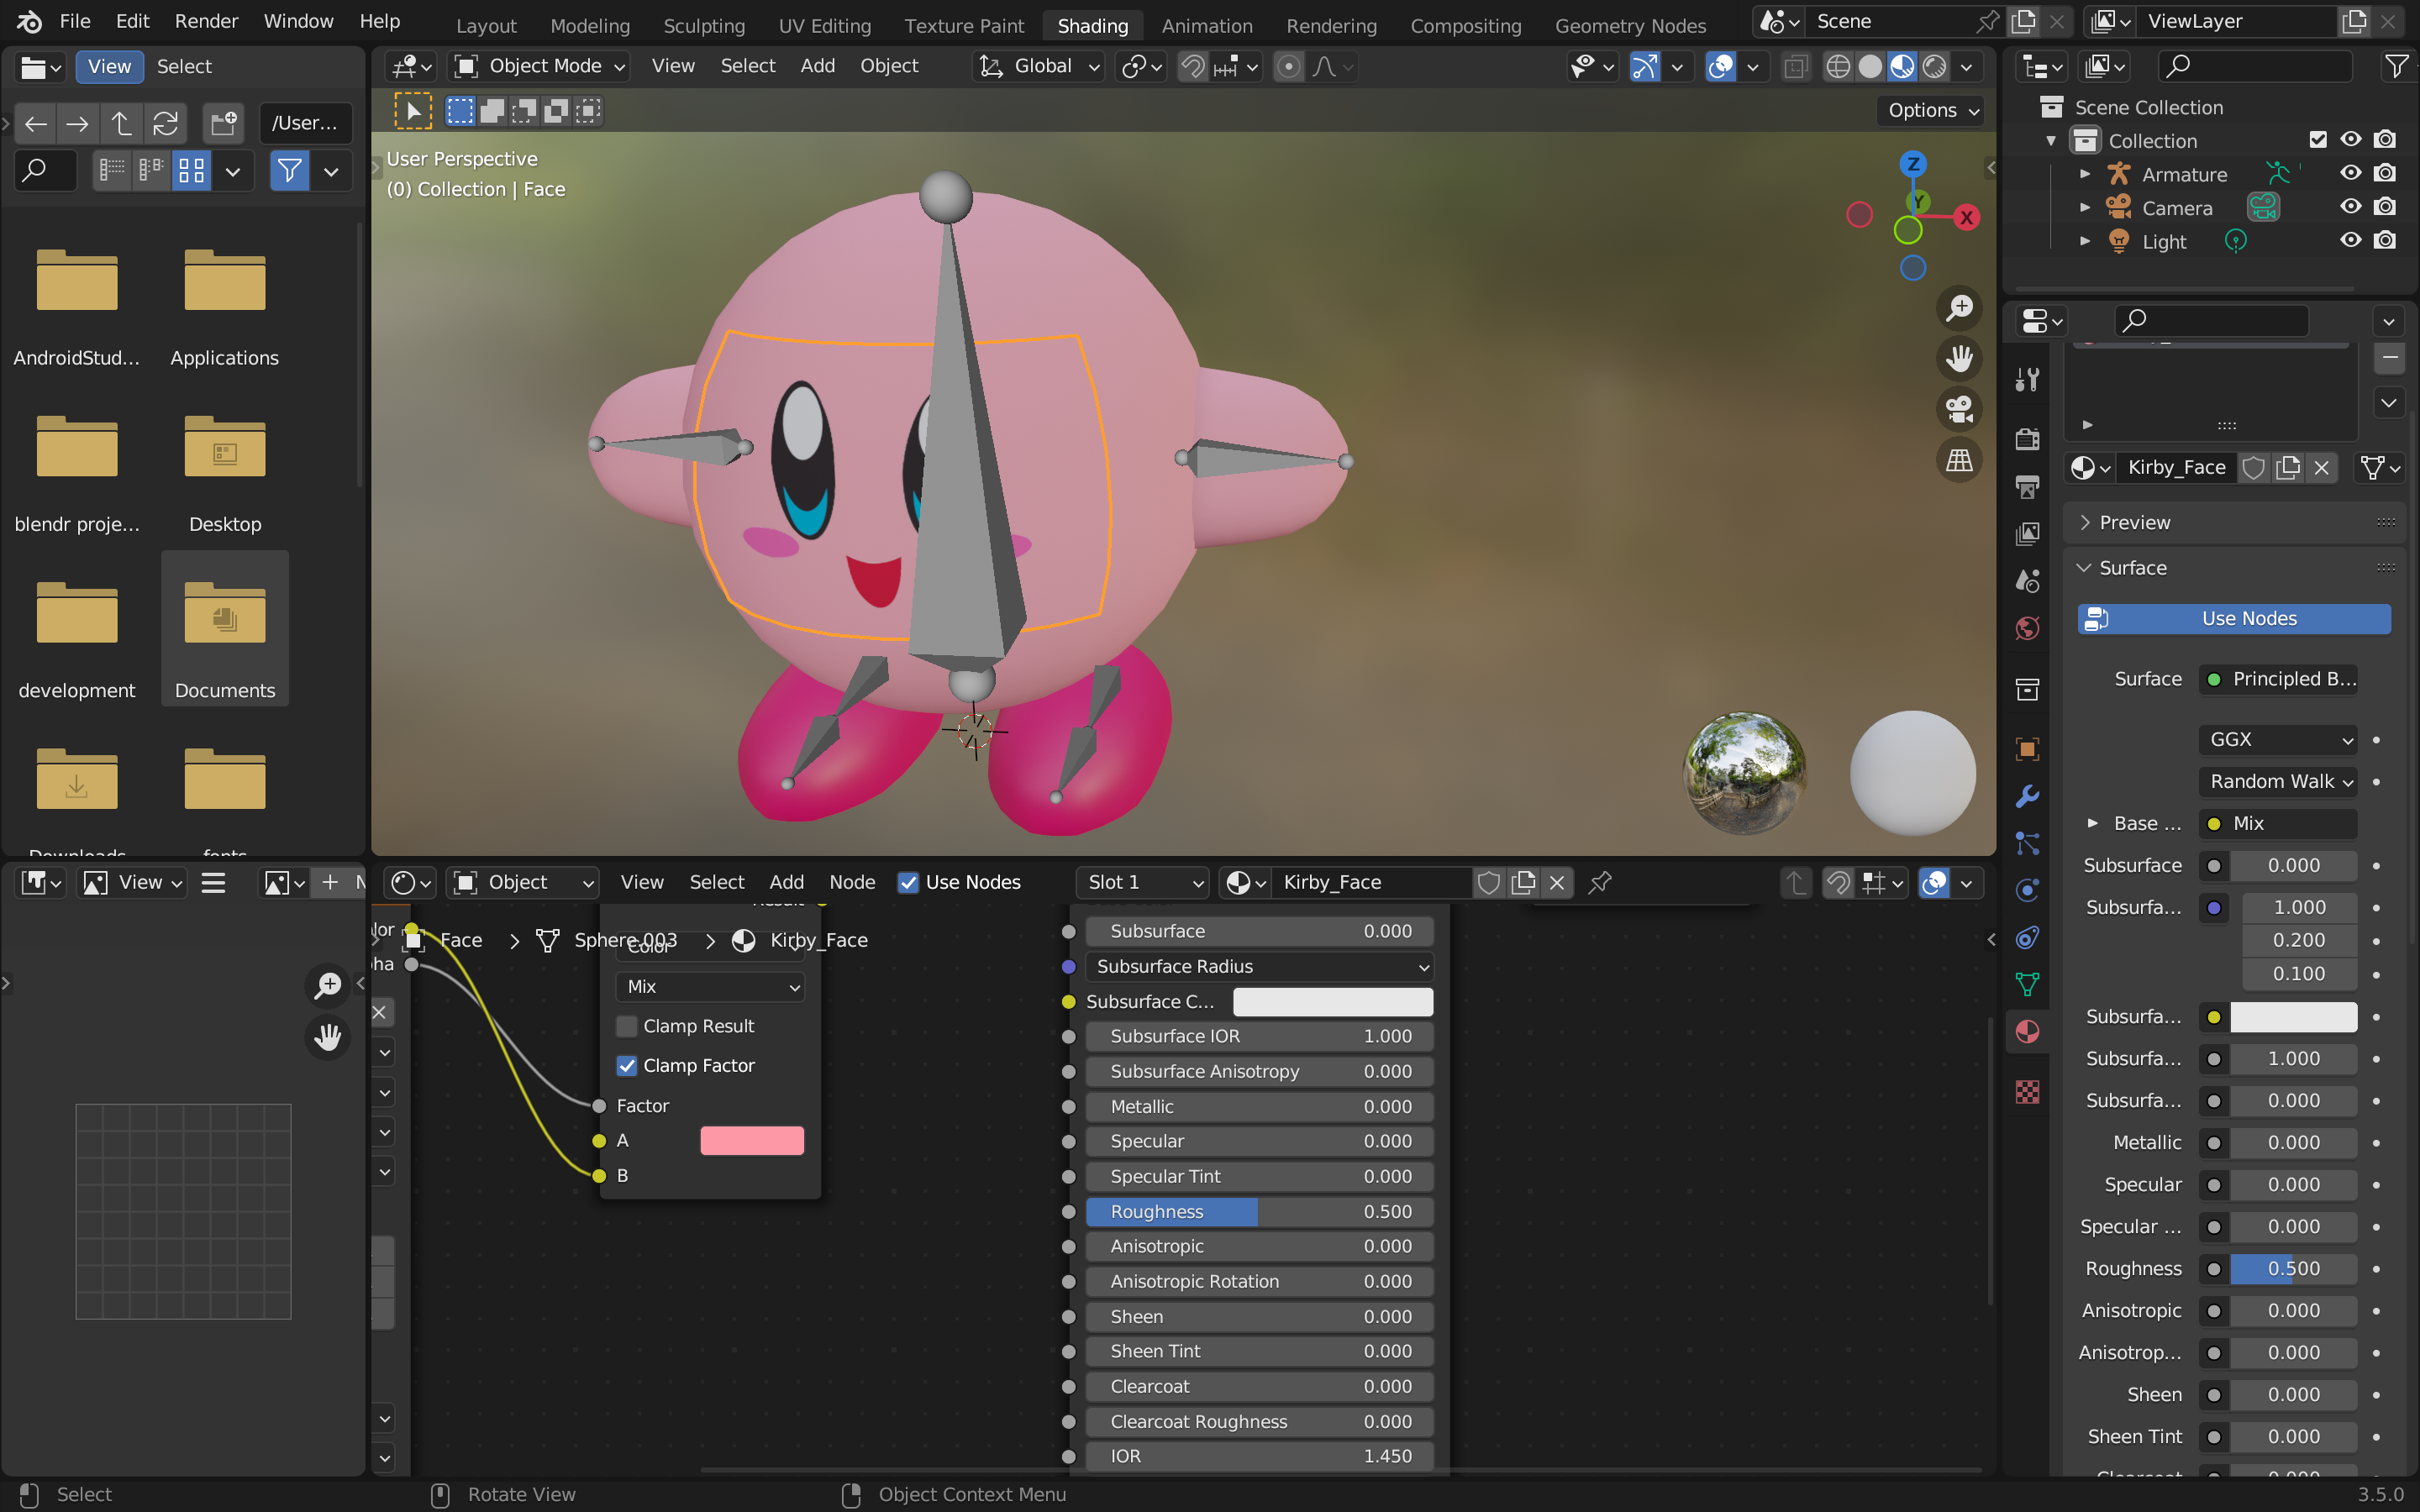 File Edit Render Window Help
Layout Modeling Sculpting UV Editing Texture Paint Shading Animation Rendering Compositing Geometry Nodes
Scene
ViewLayer
View Select
/User...
AndroidStud... Applications
blendr proje... Desktop
development Documents
Object Mode View Select Add Object Global
Options
User Perspective
(0) Collection | Face
Z
Y
X
Scene Collection
Collection
Armature
Camera
Light
Kirby_Face
Preview
Surface
Use Nodes
Surface Principled B...
GGX
Random Walk
Base ... Mix
Subsurface 0.000
Subsurfa... 1.000
0.200
0.100
Subsurfa...
Subsurfa... 1.000
Subsurfa... 0.000
Metallic 0.000
Specular 0.000
Specular ... 0.000
Roughness 0.500
Anisotropic 0.000
Anisotrop... 0.000
Sheen 0.000
Sheen Tint 0.000
View
Object View Select Add Node Use Nodes Slot 1 Kirby_Face
Face > Sphere.003 > Kirby_Face
Color
Mix
Clamp Result
Clamp Factor
Factor
A
B
Subsurface 0.000
Subsurface Radius
Subsurface C...
Subsurface IOR 1.000
Subsurface Anisotropy 0.000
Metallic 0.000
Specular 0.000
Specular Tint 0.000
Roughness 0.500
Anisotropic 0.000
Anisotropic Rotation 0.000
Sheen 0.000
Sheen Tint 0.000
Clearcoat 0.000
Clearcoat Roughness 0.000
IOR 1.450
Select
Rotate View
Object Context Menu
3.5.0